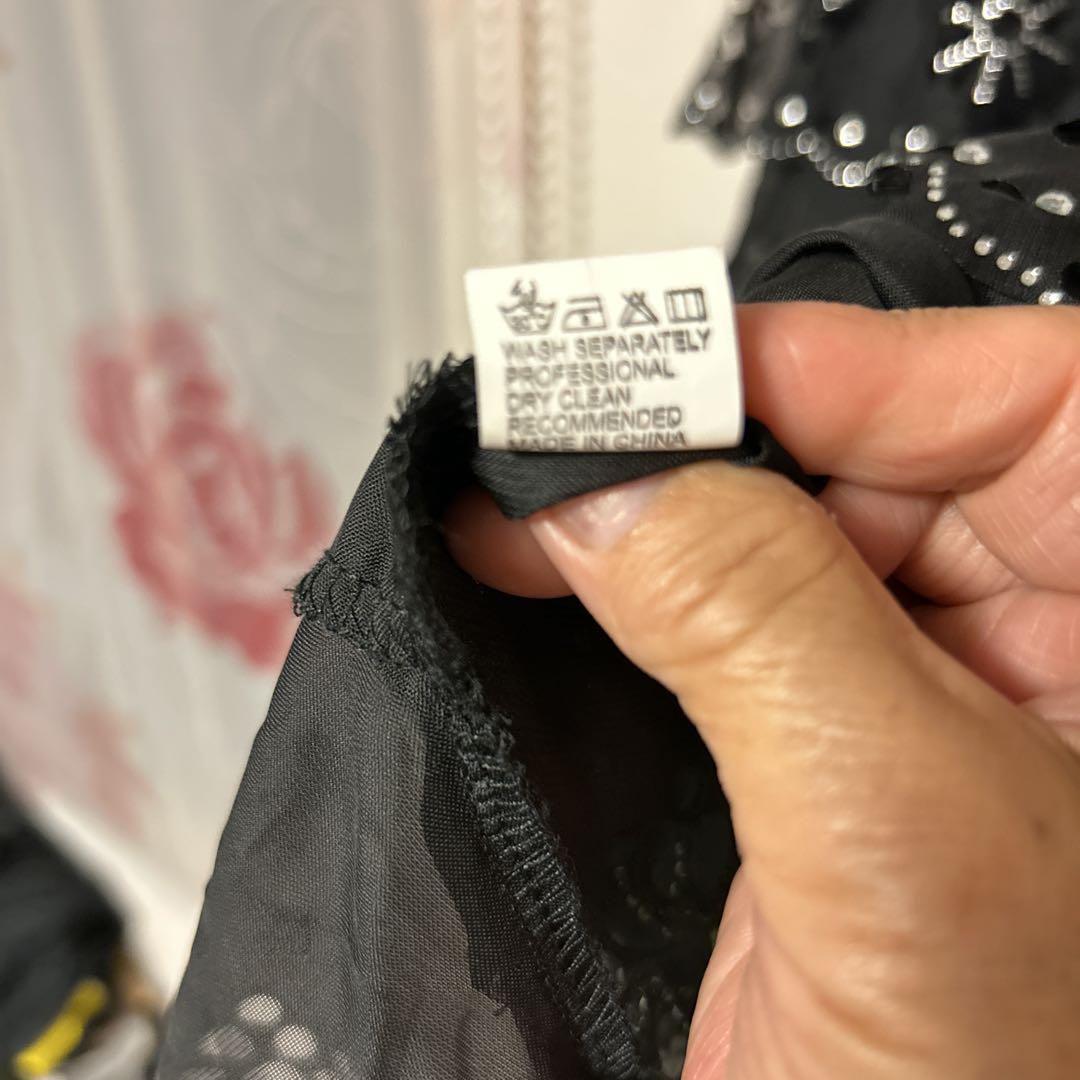 WASH SEPARATELY
PROFESSIONAL
DRY CLEAN
RECOMMENDED
MADE IN CHINA